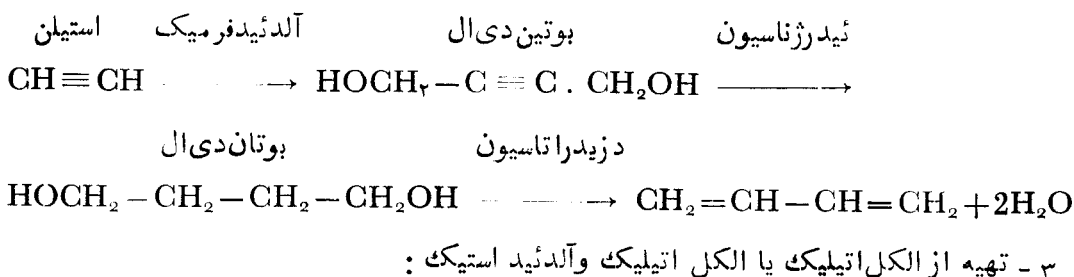 استیلن آلدئیدفرمیک بوتین‌دی‌ال ئیدرژناسیون
CH≡CH → HOCH₂−C≡C . CH₂OH →
بوتان‌دی‌ال دزیدراتاسیون
HOCH₂−CH₂−CH₂−CH₂OH → CH₂=CH−CH=CH₂+2H₂O
۳ - تهیه از الکل اتیلیک یا الکل اتیلیک وآلدئید استیک :